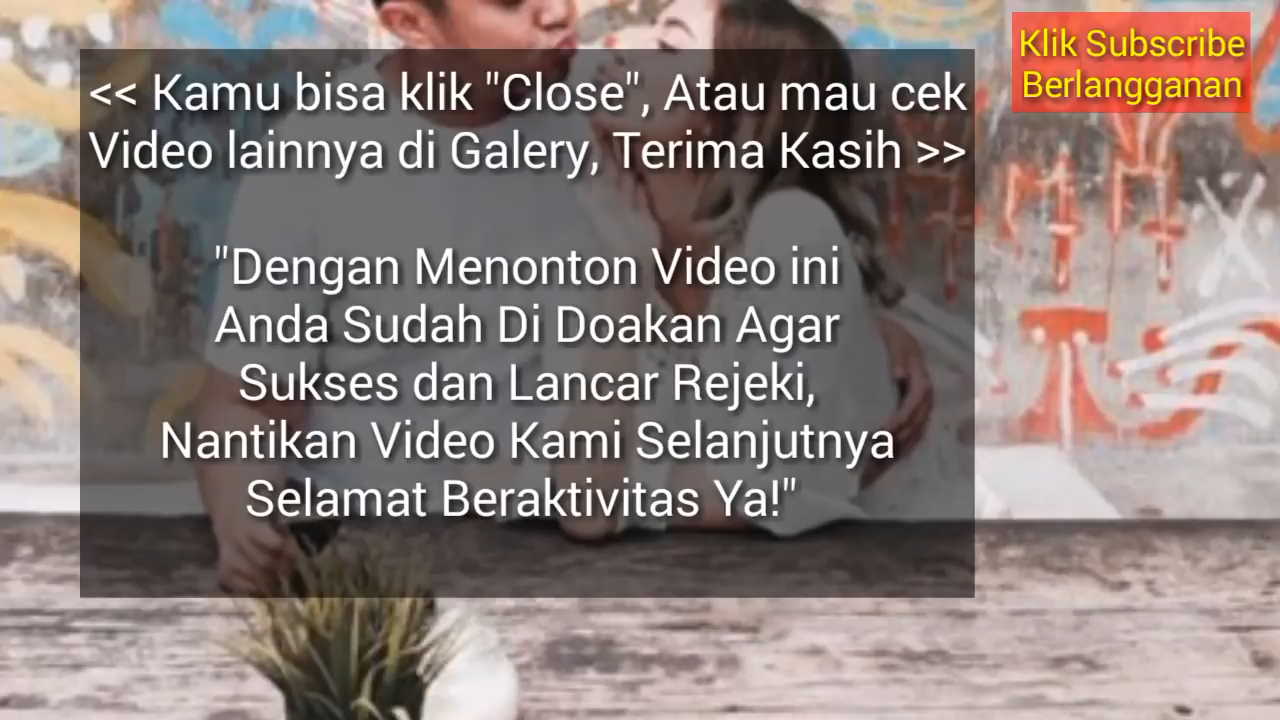 Klik Subscribe
Berlangganan
<< Kamu bisa klik "Close", Atau mau cek
Video lainnya di Galery, Terima Kasih >>
"Dengan Menonton Video ini
Anda Sudah Di Doakan Agar
Sukses dan Lancar Rejeki,
Nantikan Video Kami Selanjutnya
Selamat Beraktivitas Ya!"